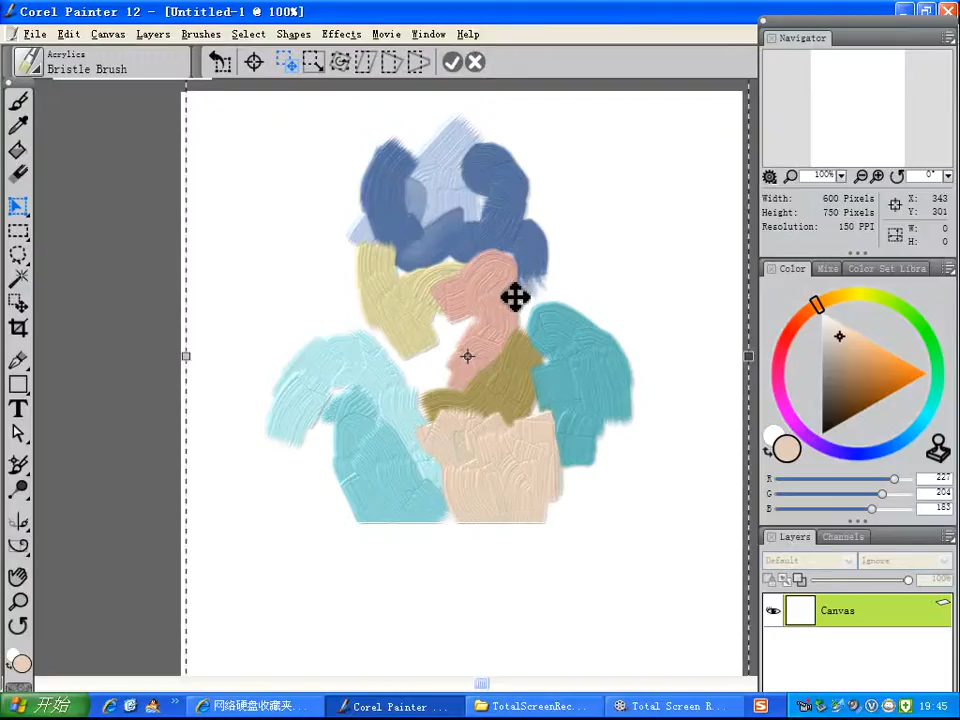 Corel Painter 12 - [Untitled-1 @ 100%]
File Edit Canvas Layers Brushes Select Shapes Effects Movie Window Help
Acrylics
Bristle Brush
Navigator
100% 0°
Width: 600 Pixels
Height: 750 Pixels
Resolution: 150 PPI
X: 343
Y: 301
W: 0
H: 0
Color Mixe Color Set Libra
R 227
G 204
B 183
Layers Channels
Default Ignore
100%
Canvas
T
开始
网络硬盘收藏夹...
Corel Painter ...
TotalScreenRec...
Total Screen R...
S
19:45